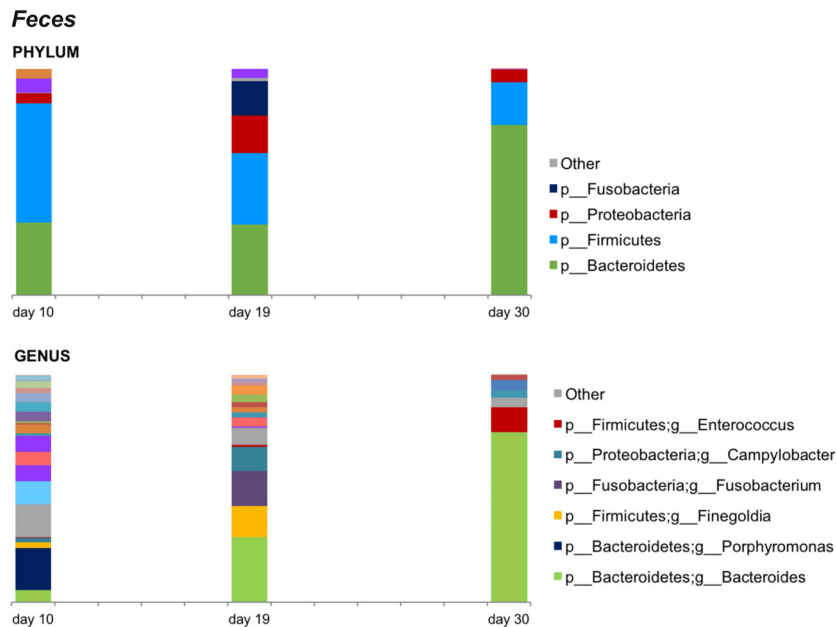 Feces
PHYLUM
Other
p__Fusobacteria
p__Proteobacteria
p__Firmicutes
p__Bacteroidetes
day 10 day 19 day 30
GENUS
Other
p__Firmicutes;g__Enterococcus
p__Proteobacteria;g__Campylobacter
p__Fusobacteria;g__Fusobacterium
p__Firmicutes;g__Finegoldia
p__Bacteroidetes;g__Porphyromonas
p__Bacteroidetes;g__Bacteroides
day 10 day 19 day 30